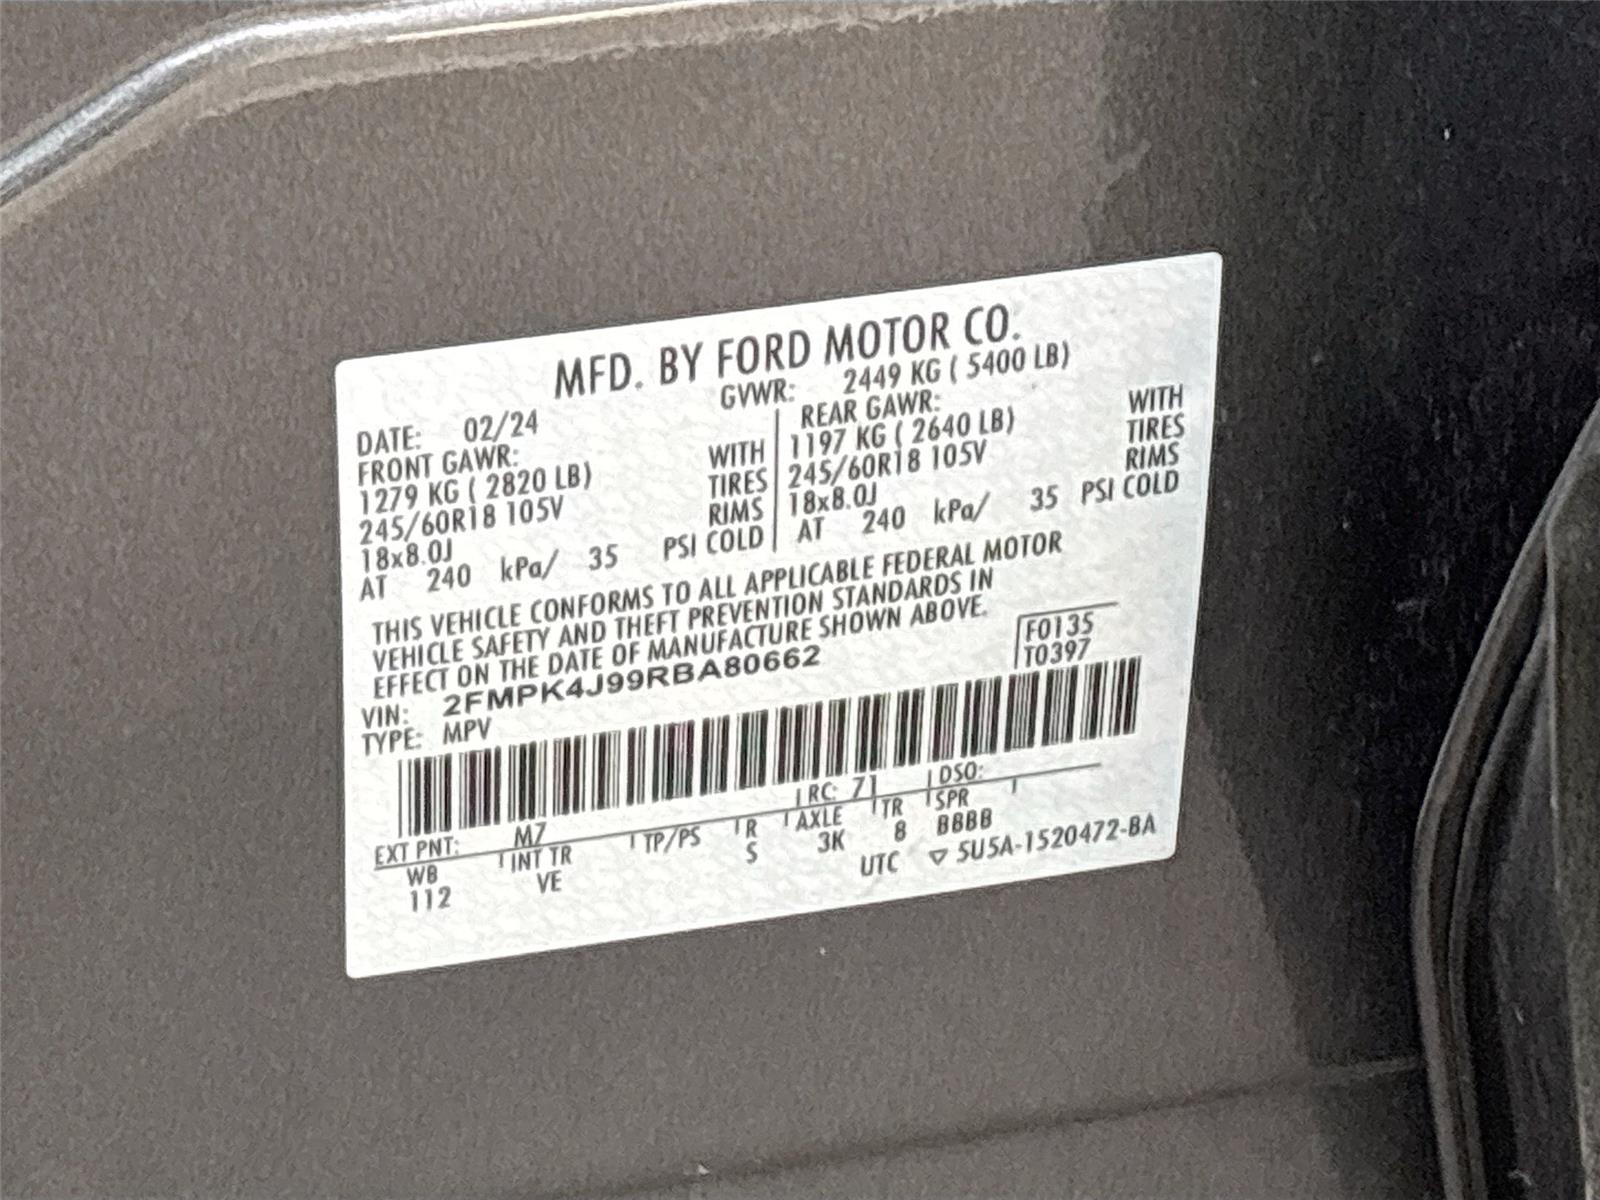 MFD. BY FORD MOTOR CO.
DATE: 02/24 GVWR: 2449 KG ( 5400 LB)
FRONT GAWR: REAR GAWR:
1279 KG ( 2820 LB) WITH 1197 KG ( 2640 LB) WITH
245/60R18 105V TIRES 245/60R18 105V TIRES
18x8.0J RIMS 18x8.0J RIMS
AT 240 kPa/ 35 PSI COLD AT 240 kPa/ 35 PSI COLD
THIS VEHICLE CONFORMS TO ALL APPLICABLE FEDERAL MOTOR
VEHICLE SAFETY AND THEFT PREVENTION STANDARDS IN
EFFECT ON THE DATE OF MANUFACTURE SHOWN ABOVE.
VIN: 2FMPK4J99RBA80662 F0135
TYPE: MPV T0397
EXT PNT: M7 RC: 71 DSO:
WB INT TR TP/PS R AXLE TR SPR
112 VE S 3K 8 BBBB
UTC ▽ 5U5A-1520472-BA